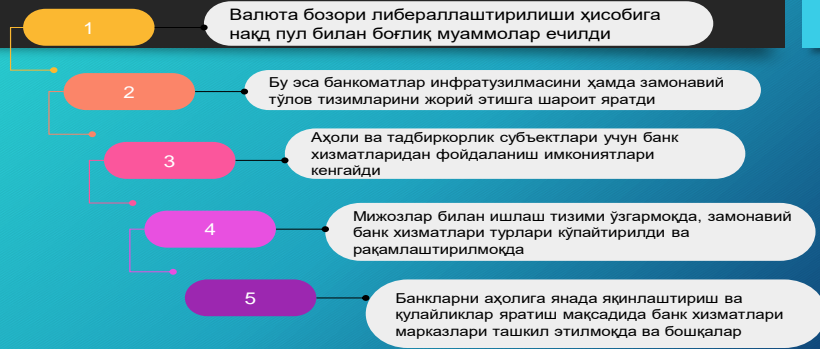 1
Валюта бозори либераллаштирилиши ҳисобига
нақд пул билан боғлиқ муаммолар ечилди
2
Бу эса банкоматлар инфратузилмасини ҳамда замонавий
тўлов тизимларини жорий этишга шароит яратди
3
Аҳоли ва тадбиркорлик субъектлари учун банк
хизматларидан фойдаланиш имкониятлари
кенгайди
4
Мижозлар билан ишлаш тизими ўзгармоқда, замонавий
банк хизматлари турлари кўпайтирилди ва
рақамлаштирилмоқда
5
Банкларни аҳолига янада яқинлаштириш ва
қулайликлар яратиш мақсадида банк хизматлари
марказлари ташкил этилмоқда ва бошқалар